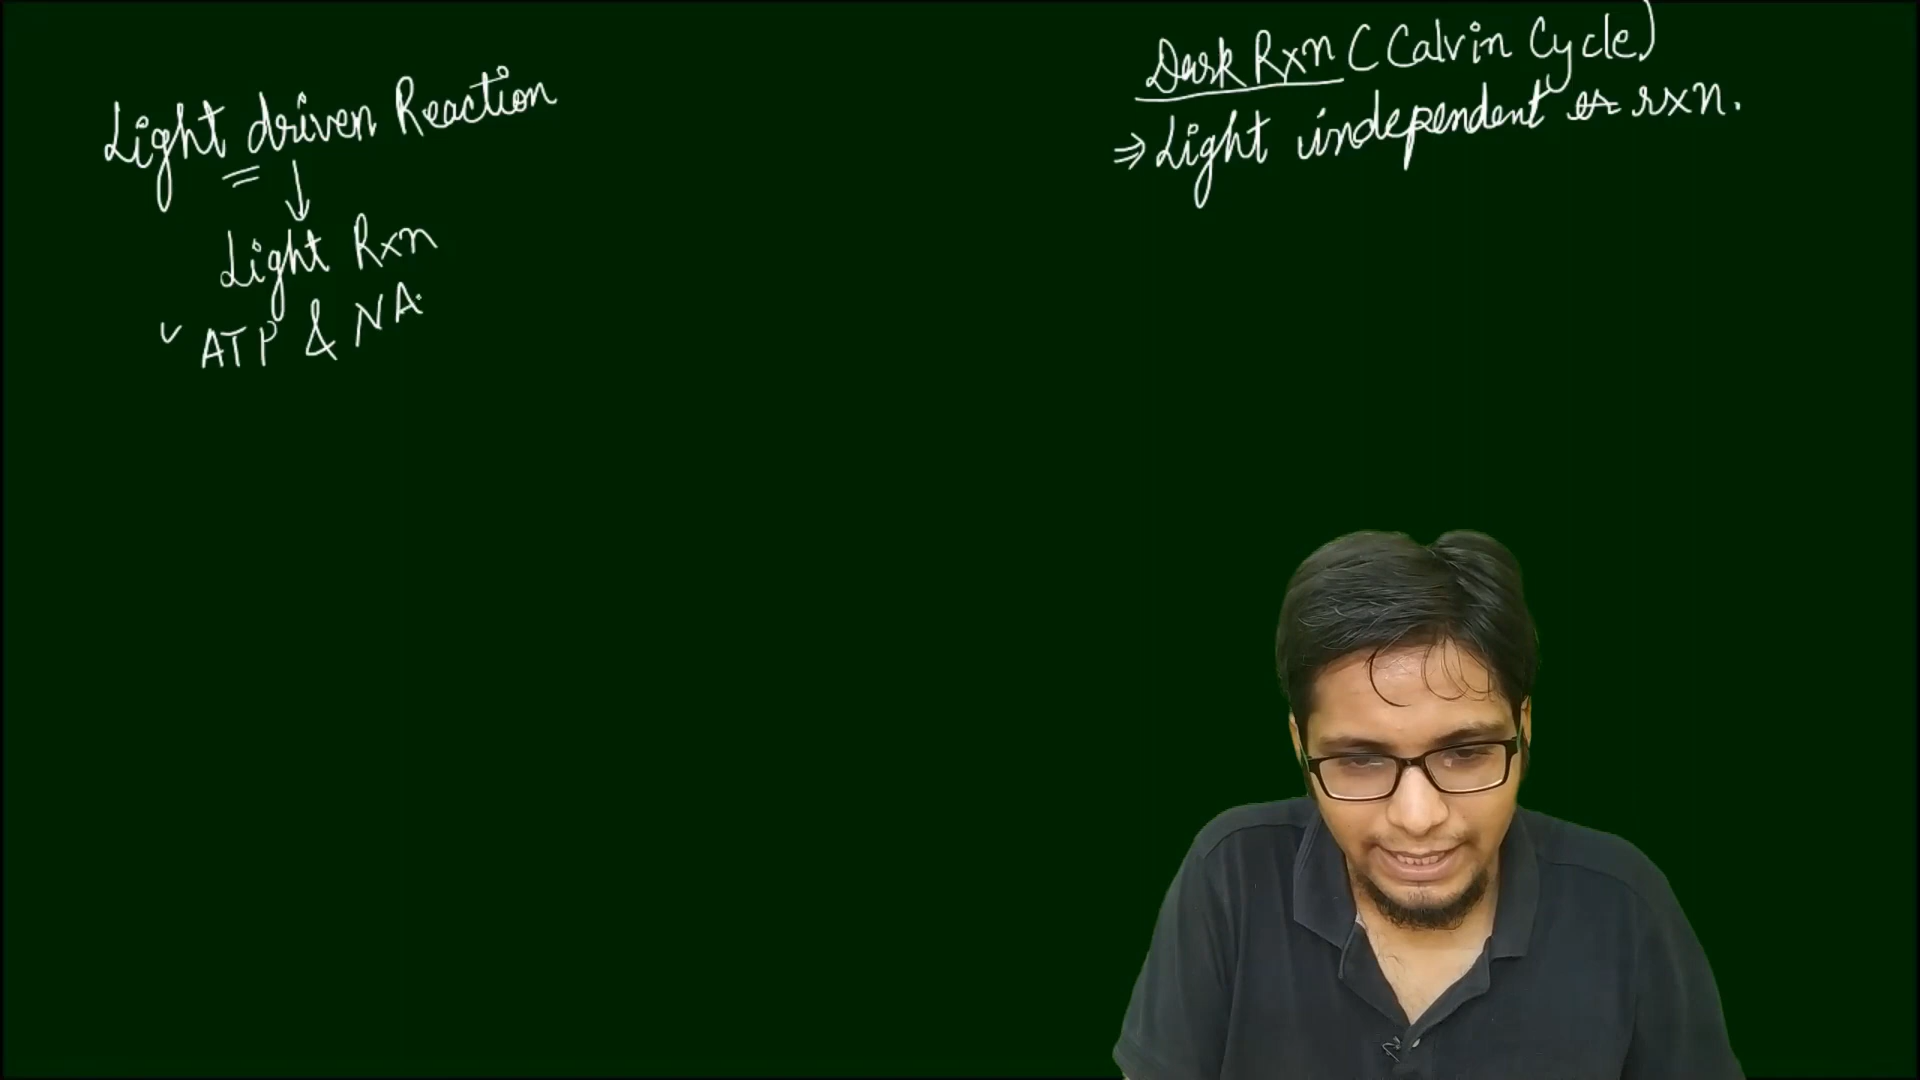 Light driven Reaction
Light Rxn
ATP & NA
Dark Rxn (Calvin Cycle)
⇒ Light independent rxn.